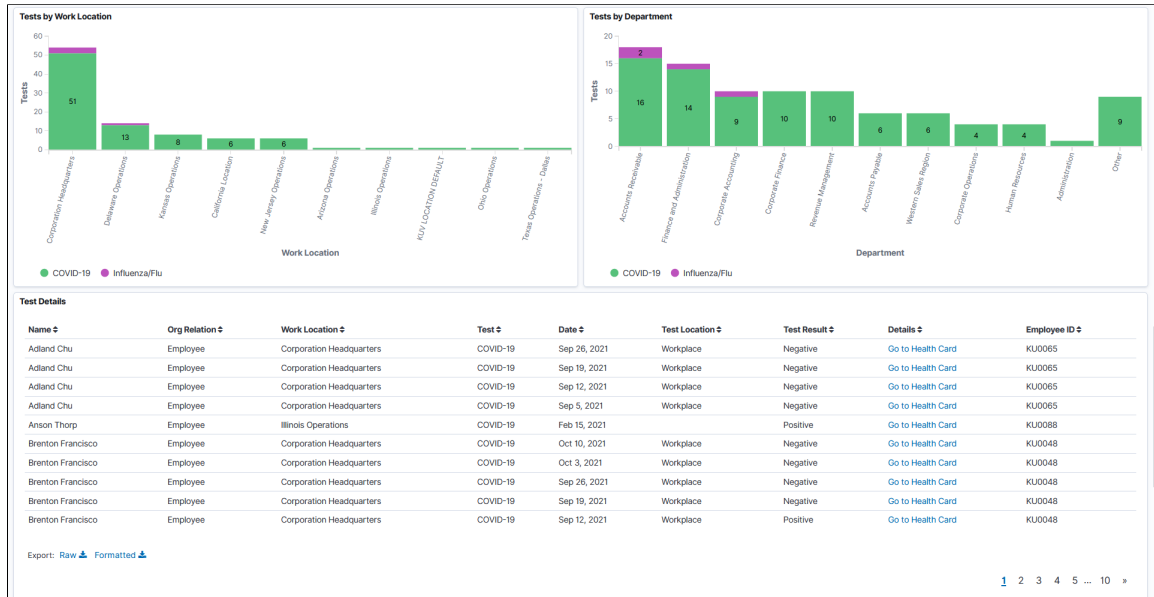 Tests by Work Location
60
50
40
30
20
10
0
Tests
51
13
8
6
6
Corporation Headquarters
Delaware Operations
Kansas Operations
California Location
New Jersey Operations
Arizona Operations
Illinois Operations
KUV LOCATION DEFAULT
Ohio Operations
Texas Operations - Dallas
Work Location
COVID-19 Influenza/Flu
Tests by Department
20
15
10
5
0
Tests
2
16
14
9
10
10
6
6
4
4
9
Accounts Receivable
Finance and Administration
Corporate Accounting
Corporate Finance
Revenue Management
Accounts Payable
Western Sales Region
Corporate Operations
Human Resources
Administration
Other
Department
COVID-19 Influenza/Flu
Test Details
Name Org Relation Work Location Test Date Test Location Test Result Details Employee ID
Adland Chu Employee Corporation Headquarters COVID-19 Sep 26, 2021 Workplace Negative Go to Health Card KU0065
Adland Chu Employee Corporation Headquarters COVID-19 Sep 19, 2021 Workplace Negative Go to Health Card KU0065
Adland Chu Employee Corporation Headquarters COVID-19 Sep 12, 2021 Workplace Negative Go to Health Card KU0065
Adland Chu Employee Corporation Headquarters COVID-19 Sep 5, 2021 Workplace Negative Go to Health Card KU0065
Anson Thorp Employee Illinois Operations COVID-19 Feb 15, 2021 Positive Go to Health Card KU0088
Brenton Francisco Employee Corporation Headquarters COVID-19 Oct 10, 2021 Workplace Negative Go to Health Card KU0048
Brenton Francisco Employee Corporation Headquarters COVID-19 Oct 3, 2021 Workplace Negative Go to Health Card KU0048
Brenton Francisco Employee Corporation Headquarters COVID-19 Sep 26, 2021 Workplace Negative Go to Health Card KU0048
Brenton Francisco Employee Corporation Headquarters COVID-19 Sep 19, 2021 Workplace Negative Go to Health Card KU0048
Brenton Francisco Employee Corporation Headquarters COVID-19 Sep 12, 2021 Workplace Positive Go to Health Card KU0048
Export: Raw Formatted
1 2 3 4 5 ... 10 »